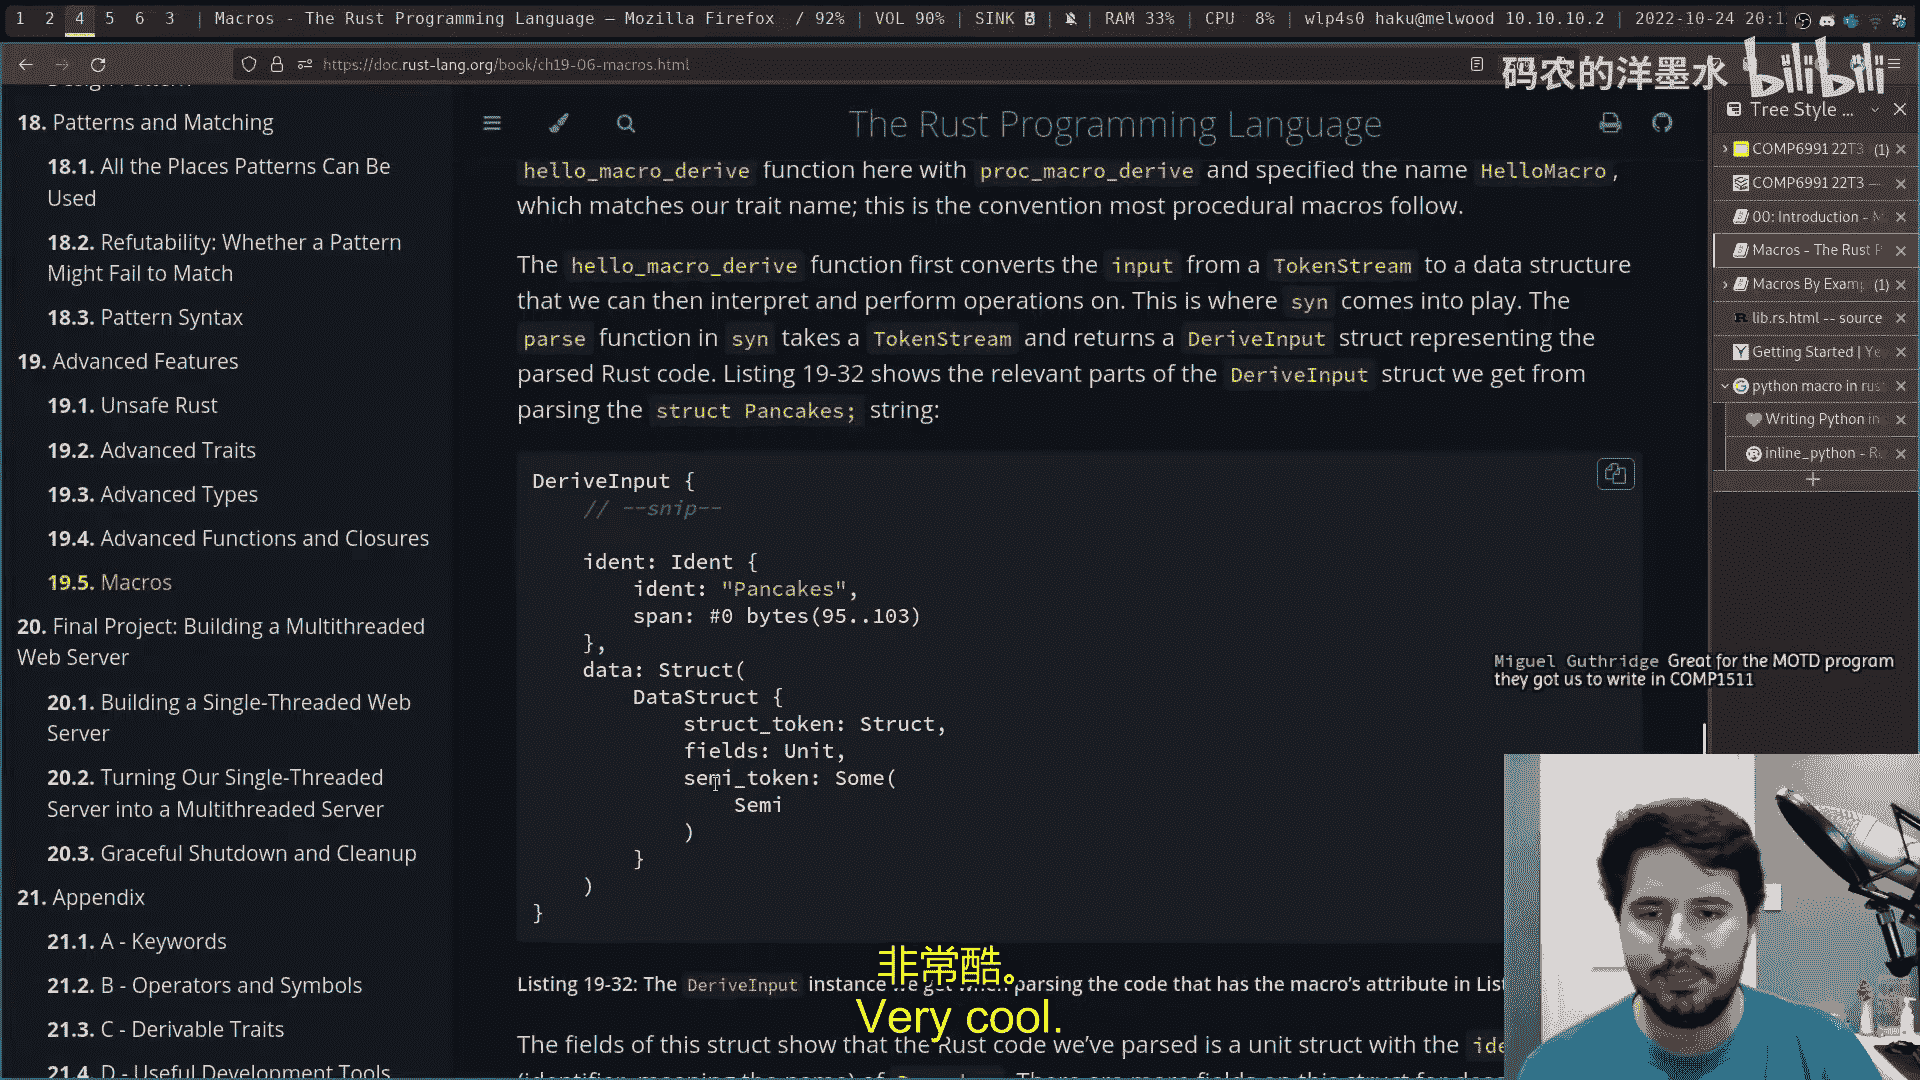 1 2 4 5 6 3 | Macros - The Rust Programming Language — Mozilla Firefox / 92% | VOL 90% | SINK | | RAM 33% | CPU 8% | wlp4s0 haku@melwood 10.10.10.2 | 2022-10-24 20:1
https://doc.rust-lang.org/book/ch19-06-macros.html
码农的洋墨水 bilibili
Tree Style ...
18. Patterns and Matching
18.1. All the Places Patterns Can Be
Used
18.2. Refutability: Whether a Pattern
Might Fail to Match
18.3. Pattern Syntax
19. Advanced Features
19.1. Unsafe Rust
19.2. Advanced Traits
19.3. Advanced Types
19.4. Advanced Functions and Closures
19.5. Macros
20. Final Project: Building a Multithreaded
Web Server
20.1. Building a Single-Threaded Web
Server
20.2. Turning Our Single-Threaded
Server into a Multithreaded Server
20.3. Graceful Shutdown and Cleanup
21. Appendix
21.1. A - Keywords
21.2. B - Operators and Symbols
21.3. C - Derivable Traits
21.4. D - Useful Development Tools
The Rust Programming Language
hello_macro_derive function here with proc_macro_derive and specified the name HelloMacro,
which matches our trait name; this is the convention most procedural macros follow.
The hello_macro_derive function first converts the input from a TokenStream to a data structure
that we can then interpret and perform operations on. This is where syn comes into play. The
parse function in syn takes a TokenStream and returns a DeriveInput struct representing the
parsed Rust code. Listing 19-32 shows the relevant parts of the DeriveInput struct we get from
parsing the struct Pancakes; string:
DeriveInput {
// --snip--
ident: Ident {
ident: "Pancakes",
span: #0 bytes(95..103)
},
data: Struct(
DataStruct {
struct_token: Struct,
fields: Unit,
semi_token: Some(
Semi
)
}
)
}
Listing 19-32: The DeriveInput instance we get when parsing the code that has the macro's attribute in Lis
The fields of this struct show that the Rust code we've parsed is a unit struct with the ide
非常酷。
Very cool.
COMP6991 22T3 (1)
COMP6991 22T3 —
00: Introduction -
Macros - The Rust
Macros By Exam (1)
lib.rs.html -- source
Getting Started | Ye
python macro in rus
Writing Python in
inline_python - R
Miguel Guthridge Great for the MOTD program
they got us to write in COMP1511